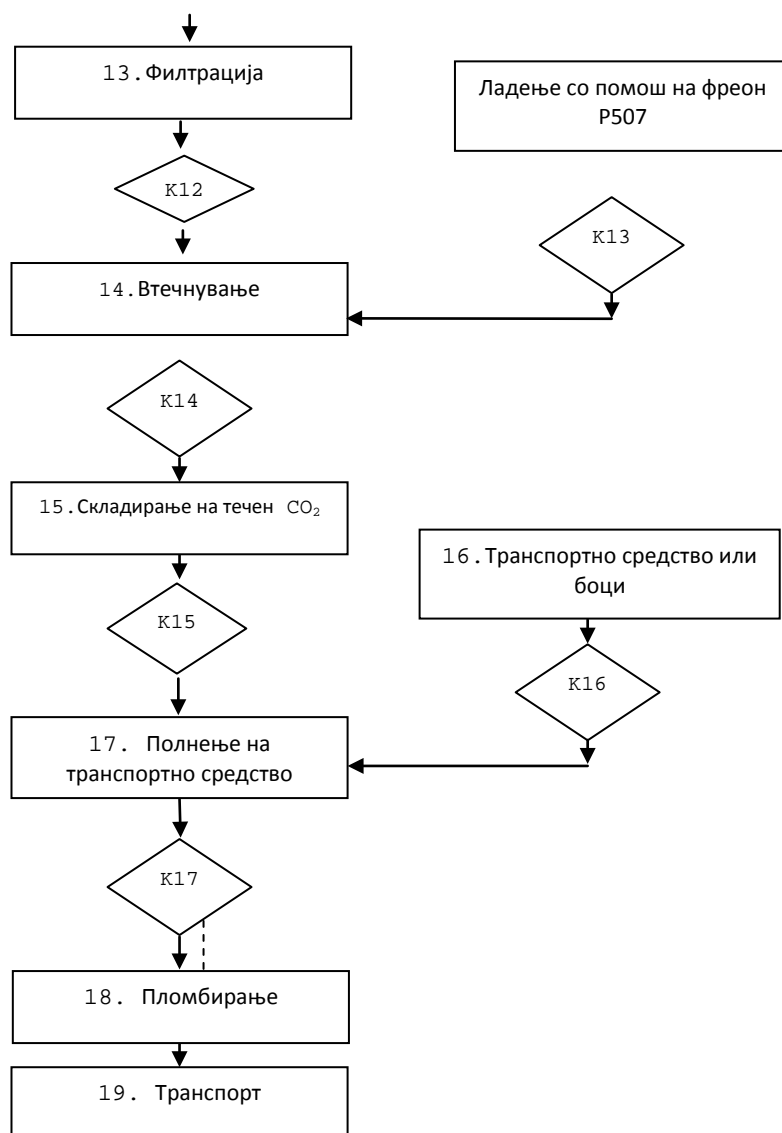 13.Филтрација
Ладење со помош на фреон
Р507
К12
К13
14.Втечнување
К14
15.Складирање на течен CO₂
16.Транспортно средство или
боци
К15
К16
17. Полнење на
транспортно средство
К17
18. Пломбирање
19. Транспорт